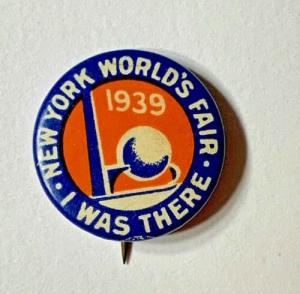 · NEW YORK WORLD'S FAIR ·
1939
I WAS THERE